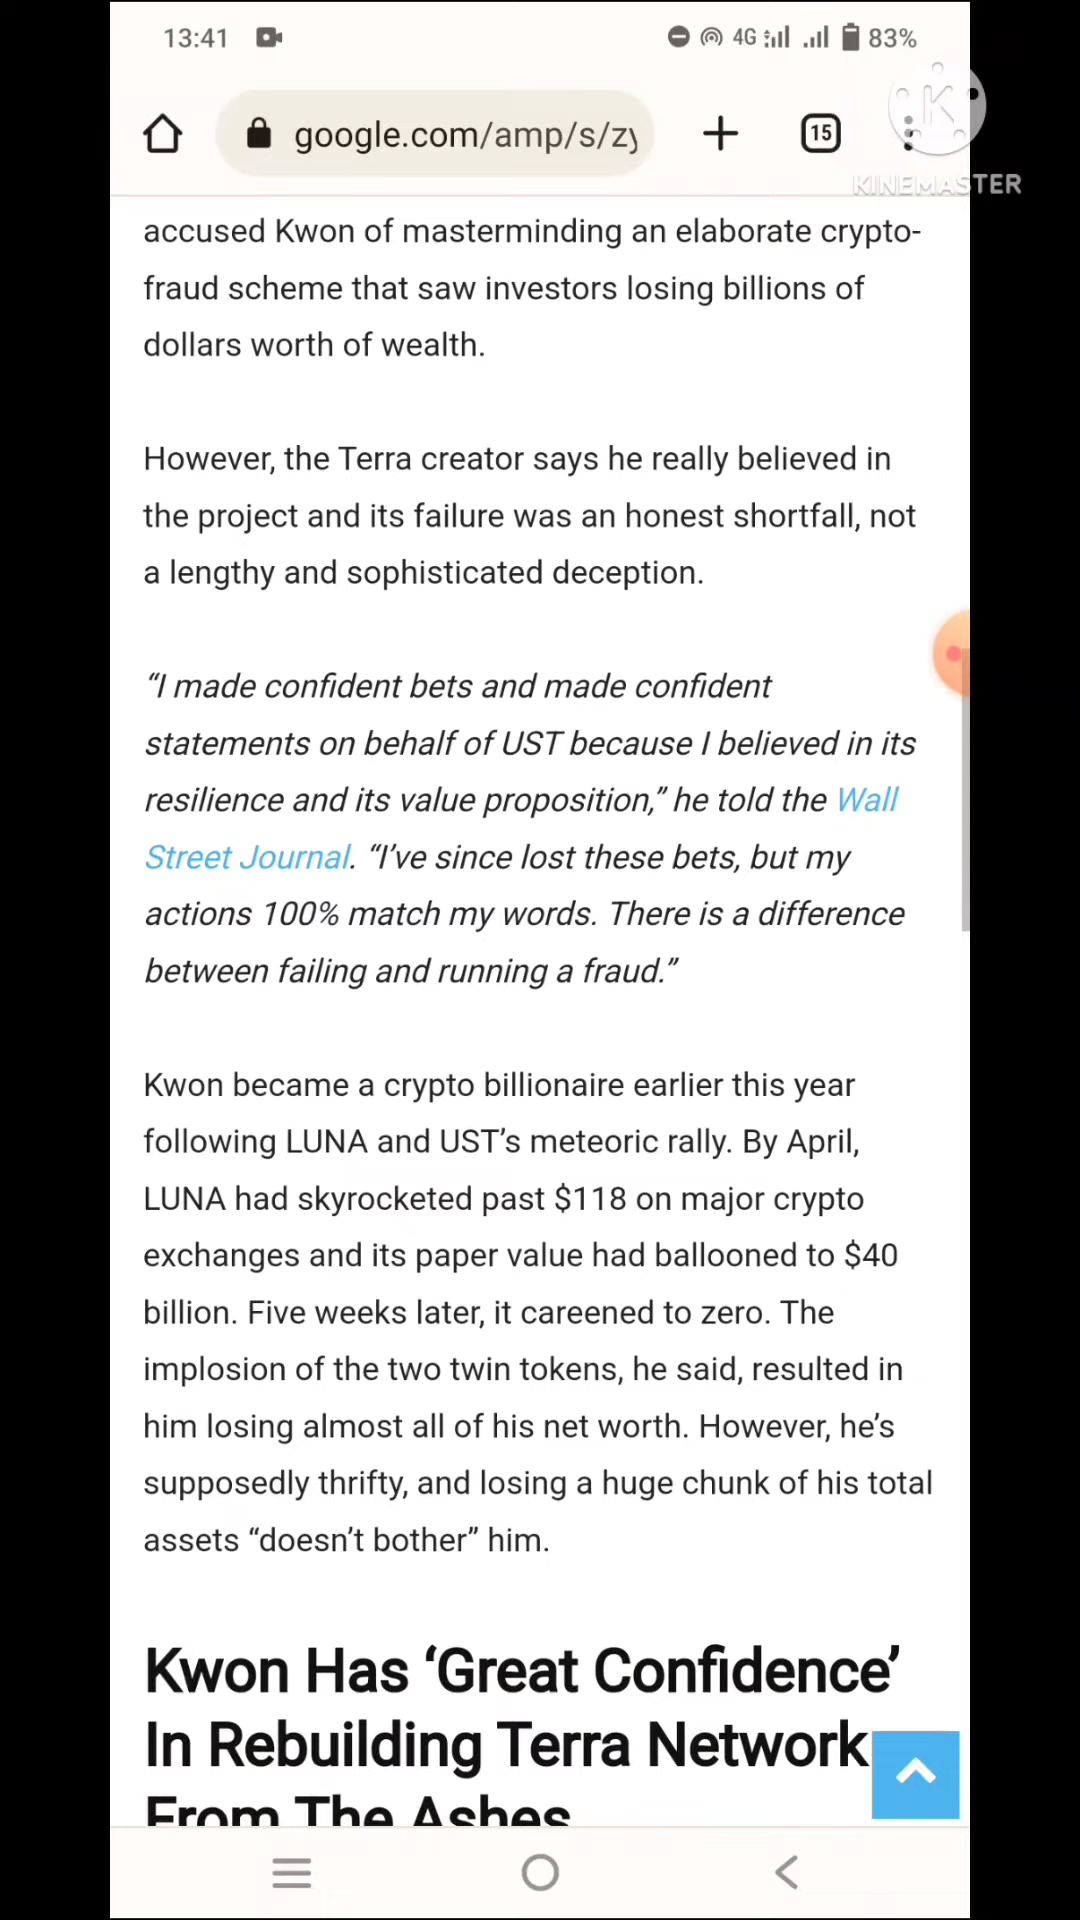 13:41
4G
83%
google.com/amp/s/zy
15
K
KINEMASTER
accused Kwon of masterminding an elaborate crypto-
fraud scheme that saw investors losing billions of
dollars worth of wealth.
However, the Terra creator says he really believed in
the project and its failure was an honest shortfall, not
a lengthy and sophisticated deception.
“I made confident bets and made confident
statements on behalf of UST because I believed in its
resilience and its value proposition,” he told the Wall
Street Journal. “I’ve since lost these bets, but my
actions 100% match my words. There is a difference
between failing and running a fraud.”
Kwon became a crypto billionaire earlier this year
following LUNA and UST’s meteoric rally. By April,
LUNA had skyrocketed past $118 on major crypto
exchanges and its paper value had ballooned to $40
billion. Five weeks later, it careened to zero. The
implosion of the two twin tokens, he said, resulted in
him losing almost all of his net worth. However, he’s
supposedly thrifty, and losing a huge chunk of his total
assets “doesn’t bother” him.
Kwon Has ‘Great Confidence’
In Rebuilding Terra Network
From The Ashes